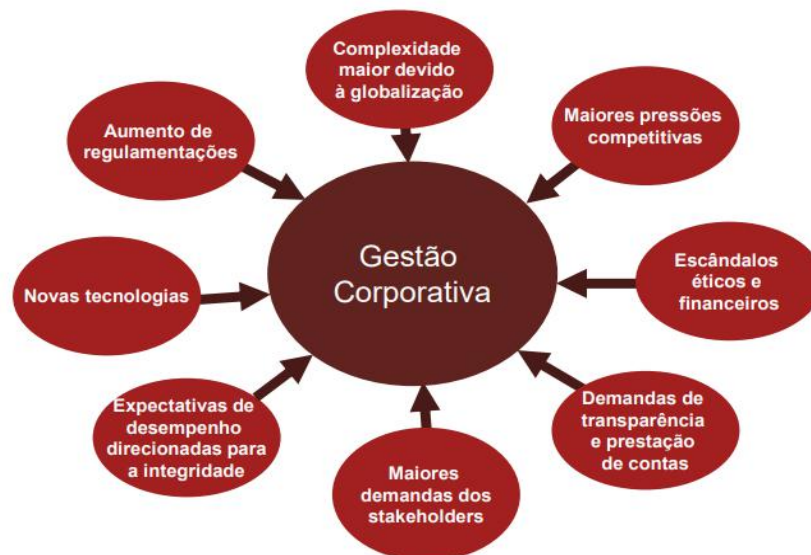 Complexidade
maior devido
à globalização
Maiores pressões
competitivas
Aumento de
regulamentações
Gestão
Corporativa
Escândalos
éticos e
financeiros
Novas tecnologias
Demandas de
transparência
e prestação
de contas
Expectativas de
desempenho
direcionadas para
a integridade
Maiores
demandas dos
stakeholders